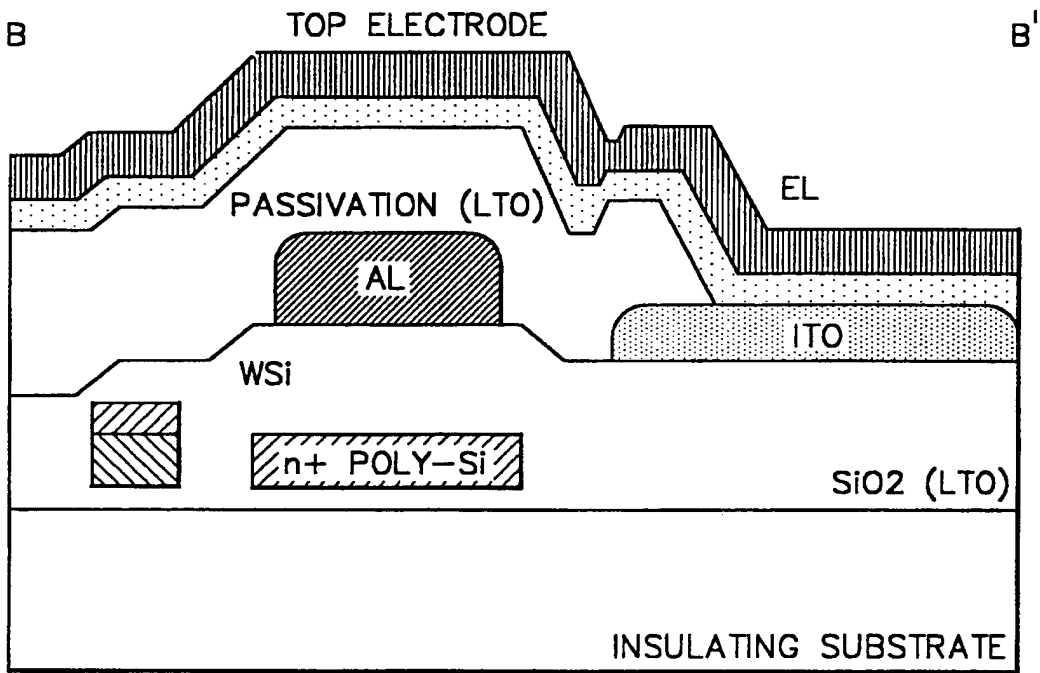 B
TOP ELECTRODE
B'
EL
PASSIVATION (LTO)
AL
ITO
WSi
n+ POLY-Si
SiO2 (LTO)
INSULATING SUBSTRATE